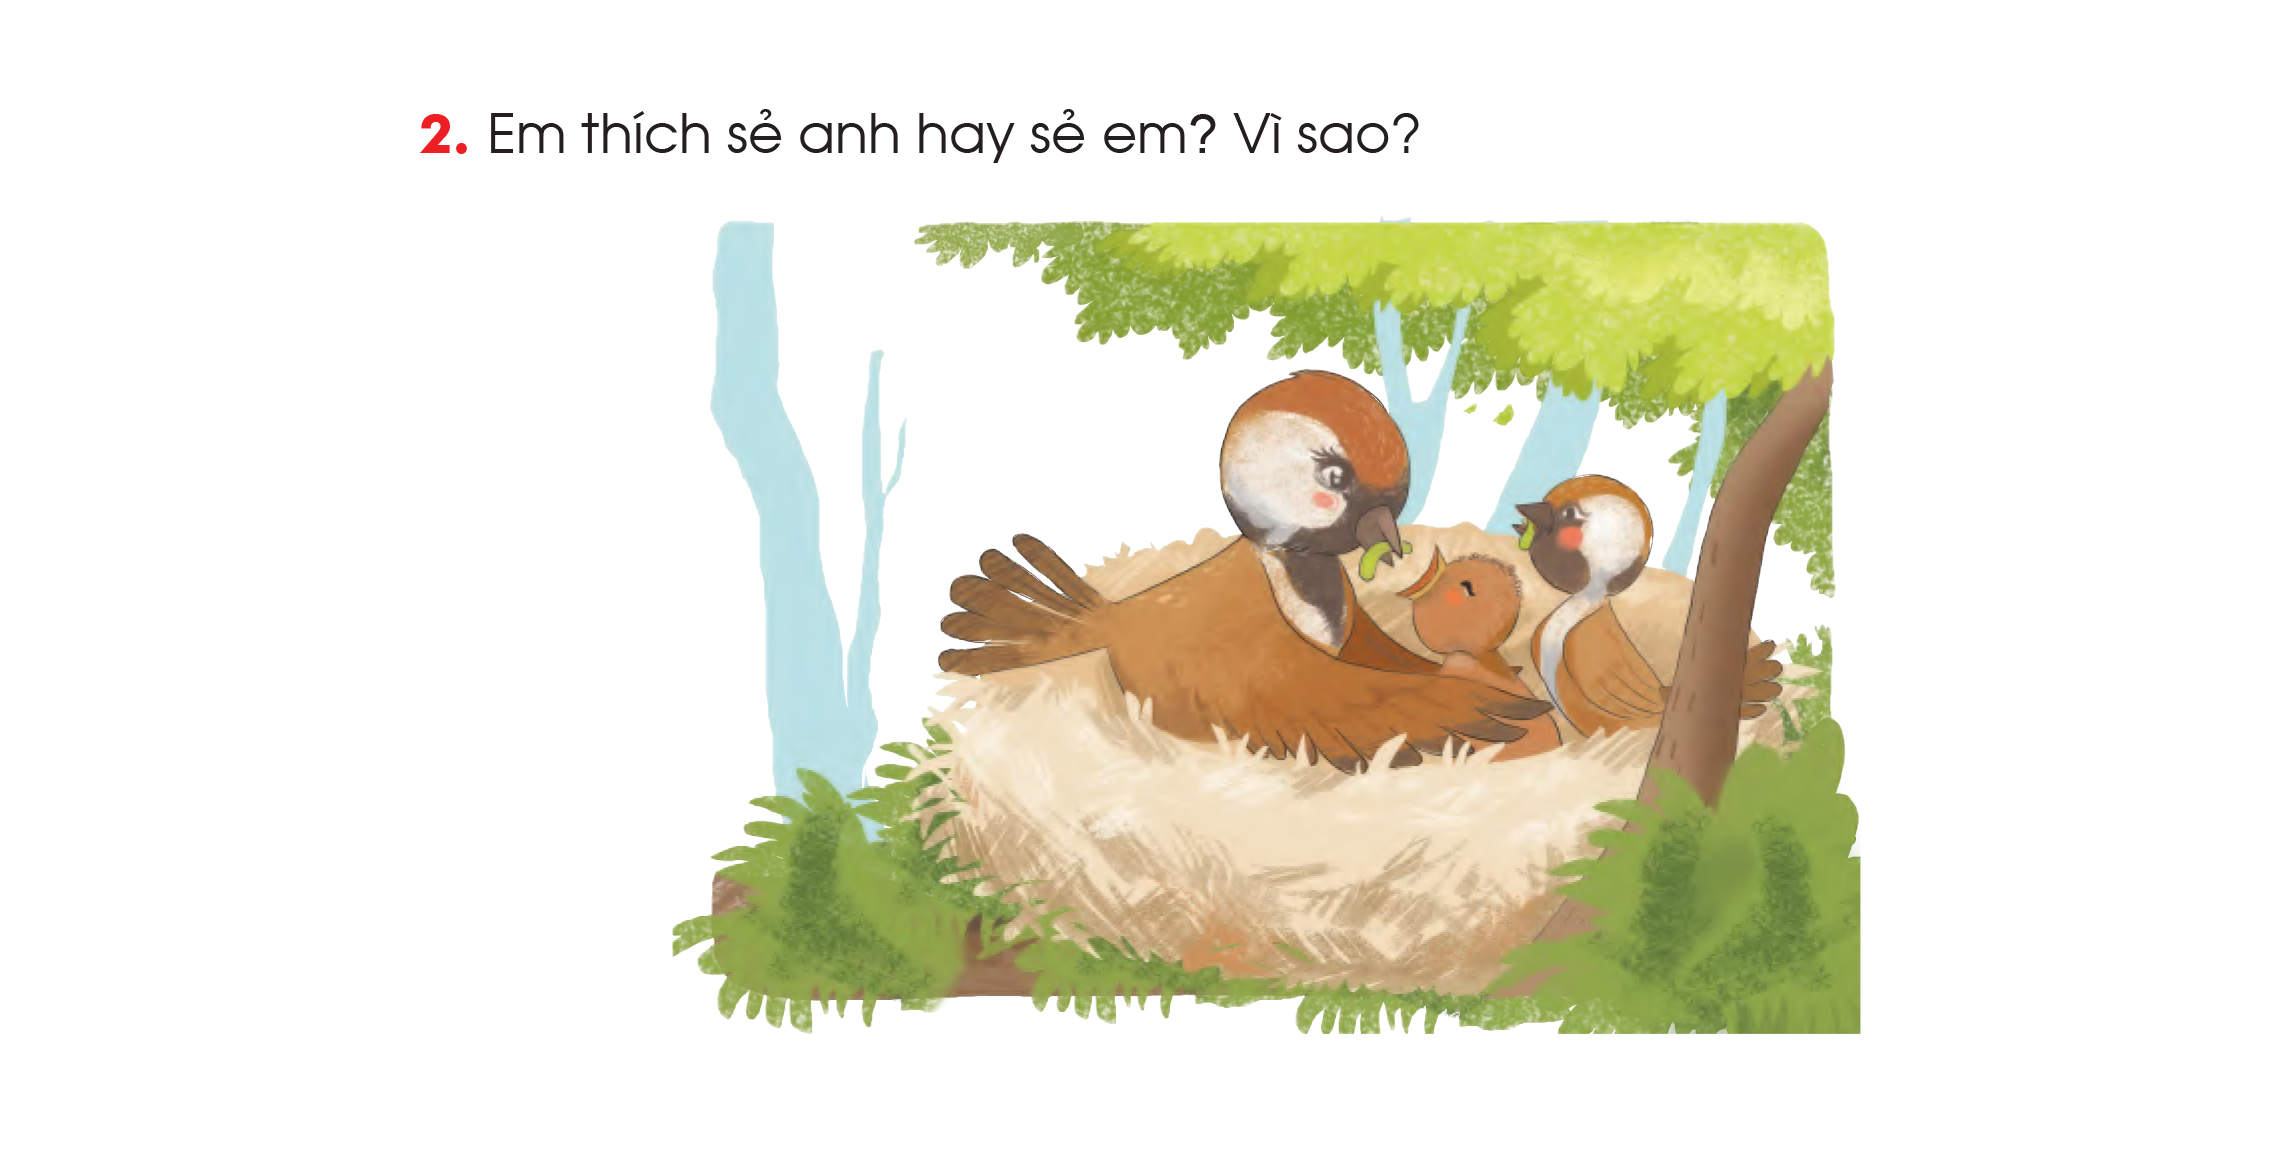 2. Em thích sẻ anh hay sẻ em? Vì sao?